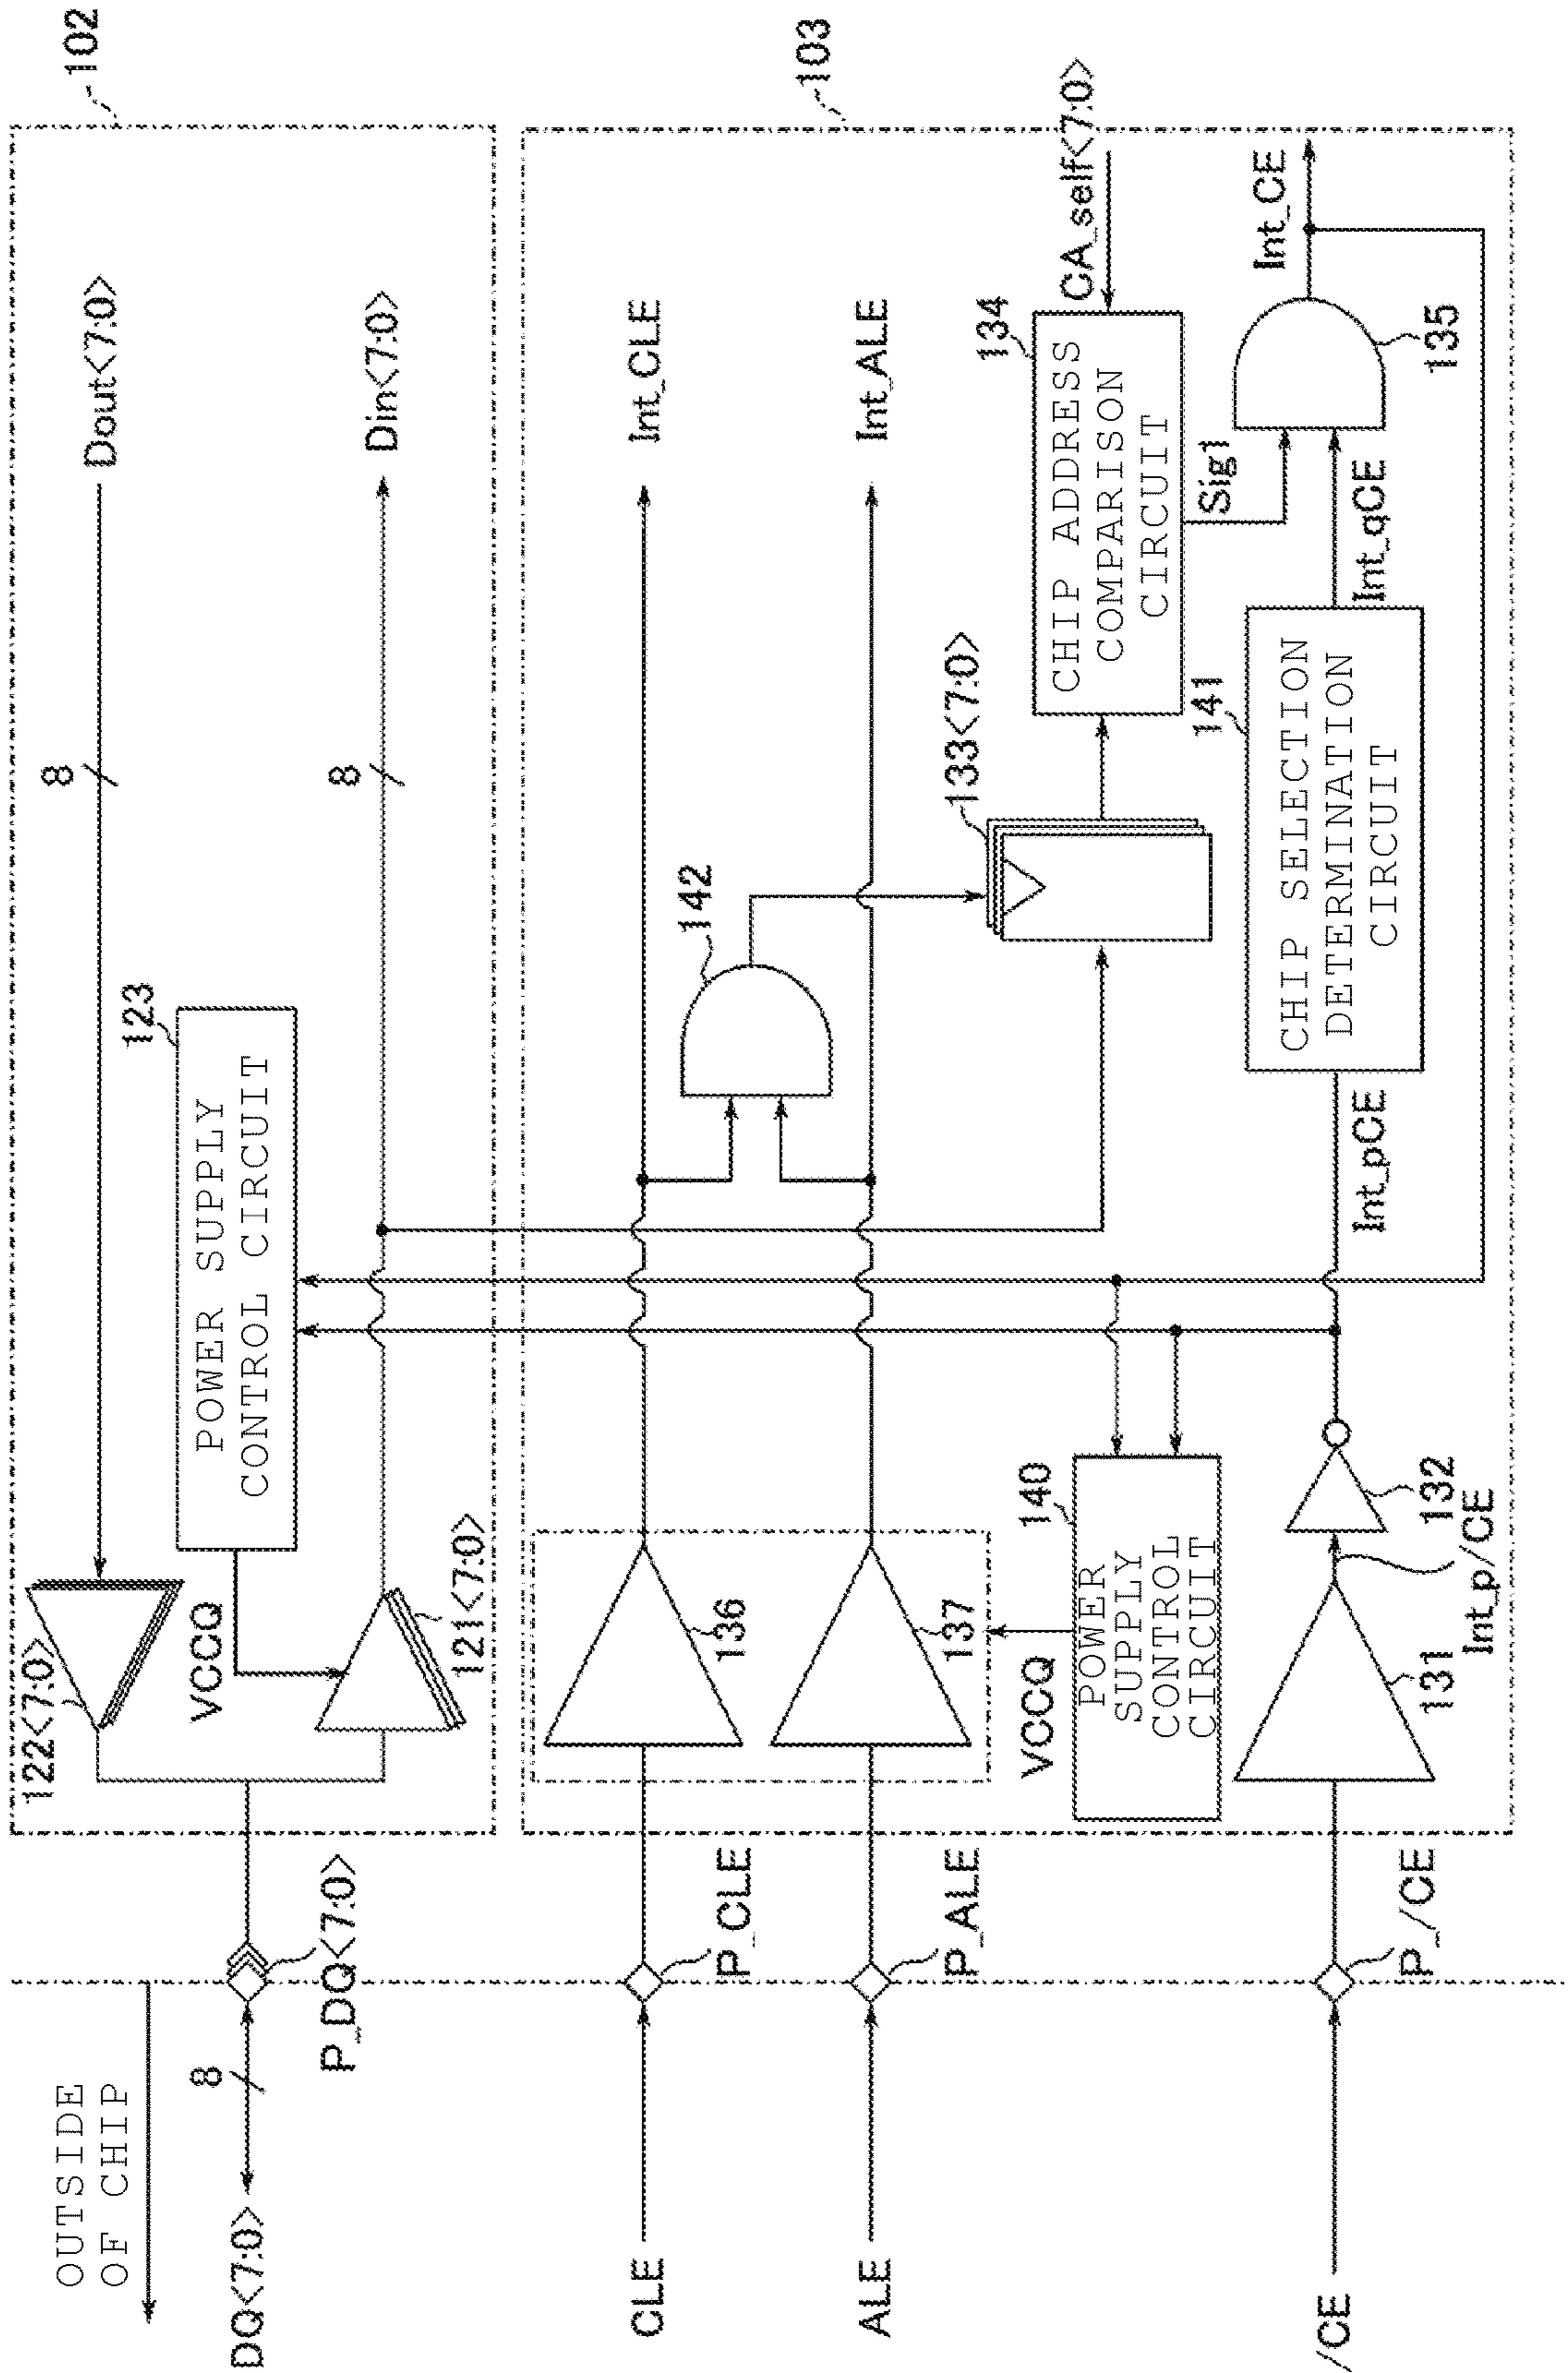 OUTSIDE
OF CHIP
DQ<7:0>
8
P_DQ<7:0>
122<7:0>
VCCQ
121<7:0>
123
POWER SUPPLY
CONTROL CIRCUIT
8
Dout<7:0>
8
Din<7:0>
102
CLE
P_CLE
136
Int_CLE
ALE
P_ALE
137
Int_ALE
142
103
VCCQ
140
POWER
SUPPLY
CONTROL
CIRCUIT
133<7:0>
134
CHIP ADDRESS
COMPARISON
CIRCUIT
CA_self<7:0>
Sig1
/CE
P_/CE
131
Int_p/CE
132
Int_pCE
141
CHIP SELECTION
DETERMINATION
CIRCUIT
Int_qCE
135
Int_CE